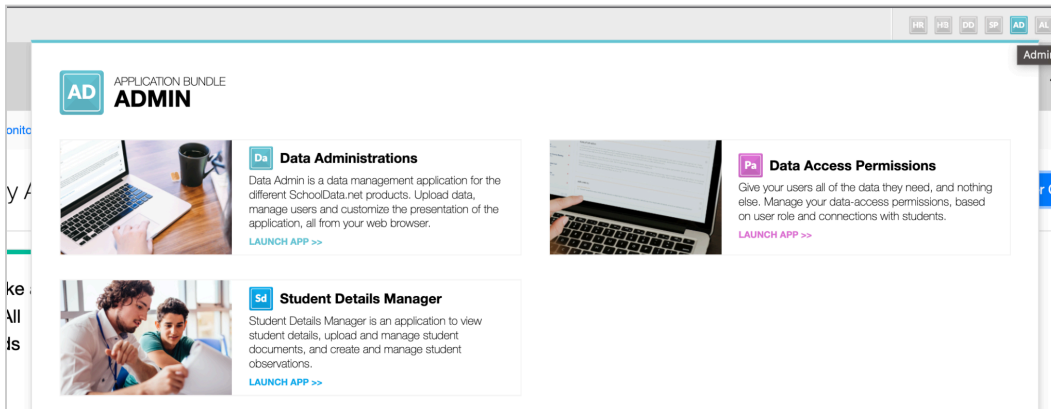 HR HB DD SP AD AL
Admin
AD
APPLICATION BUNDLE
ADMIN
onito
y A
ke
All
ds
Da Data Administrations
Data Admin is a data management application for the
different SchoolData.net products. Upload data,
manage users and customize the presentation of the
application, all from your web browser.
LAUNCH APP >>
Pa Data Access Permissions
Give your users all of the data they need, and nothing
else. Manage your data-access permissions, based
on user role and connections with students.
LAUNCH APP >>
Sd Student Details Manager
Student Details Manager is an application to view
student details, upload and manage student
documents, and create and manage student
observations.
LAUNCH APP >>